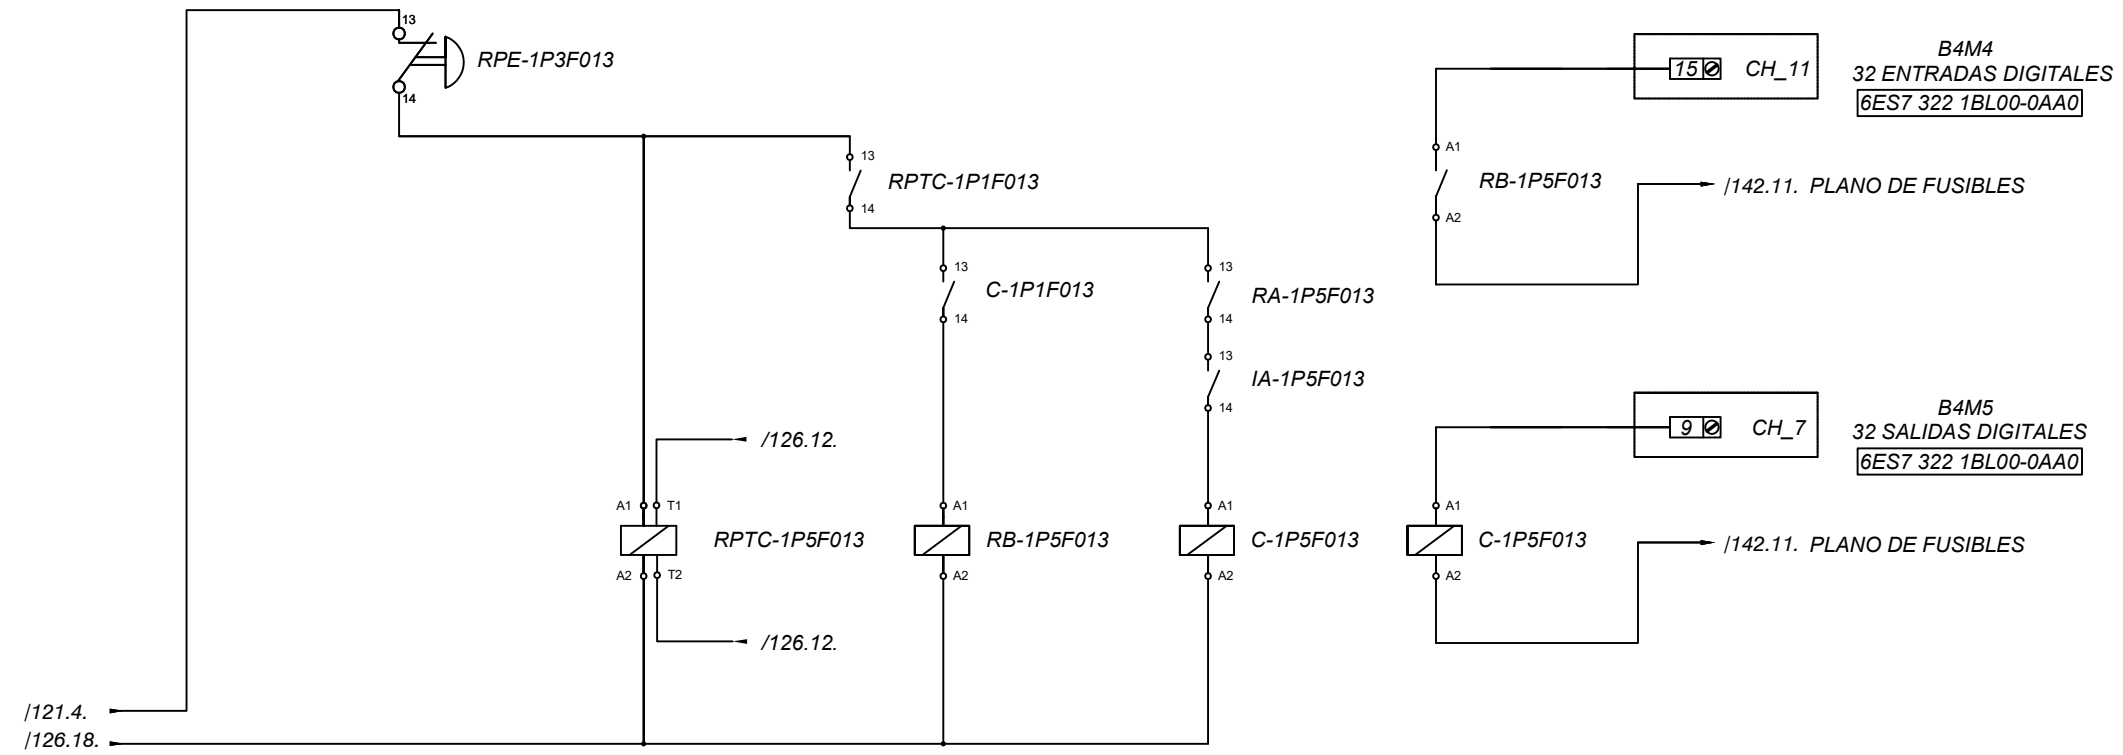 13
RPE-1P3F013
14
13
RPTC-1P1F013
14
13
C-1P1F013
14
13
RA-1P5F013
14
13
IA-1P5F013
14
/126.12.
A1
T1
RPTC-1P5F013
A2
T2
/126.12.
A1
RB-1P5F013
A2
A1
C-1P5F013
A2
/121.4.
/126.18.
15
CH_11
B4M4
32 ENTRADAS DIGITALES
6ES7 322 1BL00-0AA0
A1
RB-1P5F013
A2
/142.11. PLANO DE FUSIBLES
9
CH_7
B4M5
32 SALIDAS DIGITALES
6ES7 322 1BL00-0AA0
A1
C-1P5F013
A2
/142.11. PLANO DE FUSIBLES